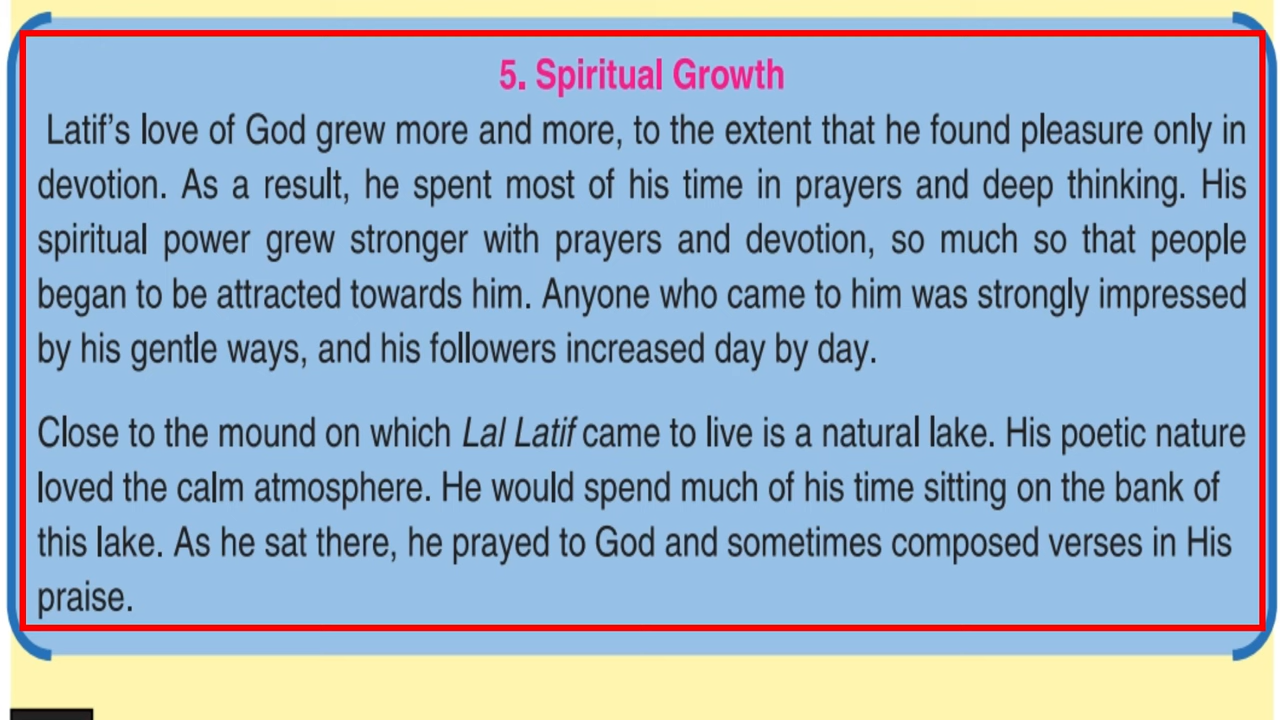 5. Spiritual Growth
Latif's love of God grew more and more, to the extent that he found pleasure only in
devotion. As a result, he spent most of his time in prayers and deep thinking. His
spiritual power grew stronger with prayers and devotion, so much so that people
began to be attracted towards him. Anyone who came to him was strongly impressed
by his gentle ways, and his followers increased day by day.
Close to the mound on which Lal Latif came to live is a natural lake. His poetic nature
loved the calm atmosphere. He would spend much of his time sitting on the bank of
this lake. As he sat there, he prayed to God and sometimes composed verses in His
praise.